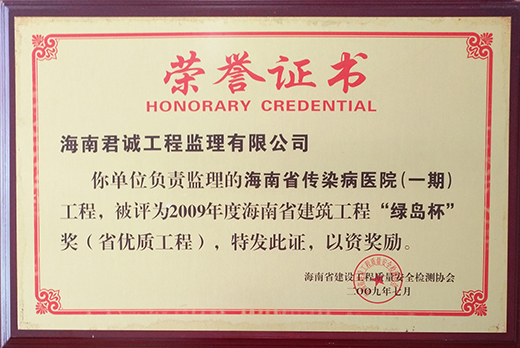 荣誉证书
HONORARY CREDENTIAL
海南君诚工程监理有限公司
你单位负责监理的海南省传染病医院(一期)
工程，被评为2009年度海南省建筑工程“绿岛杯”
奖（省优质工程），特发此证，以资奖励。
海南省建设工程质量安全检测协会
二OO九年七月